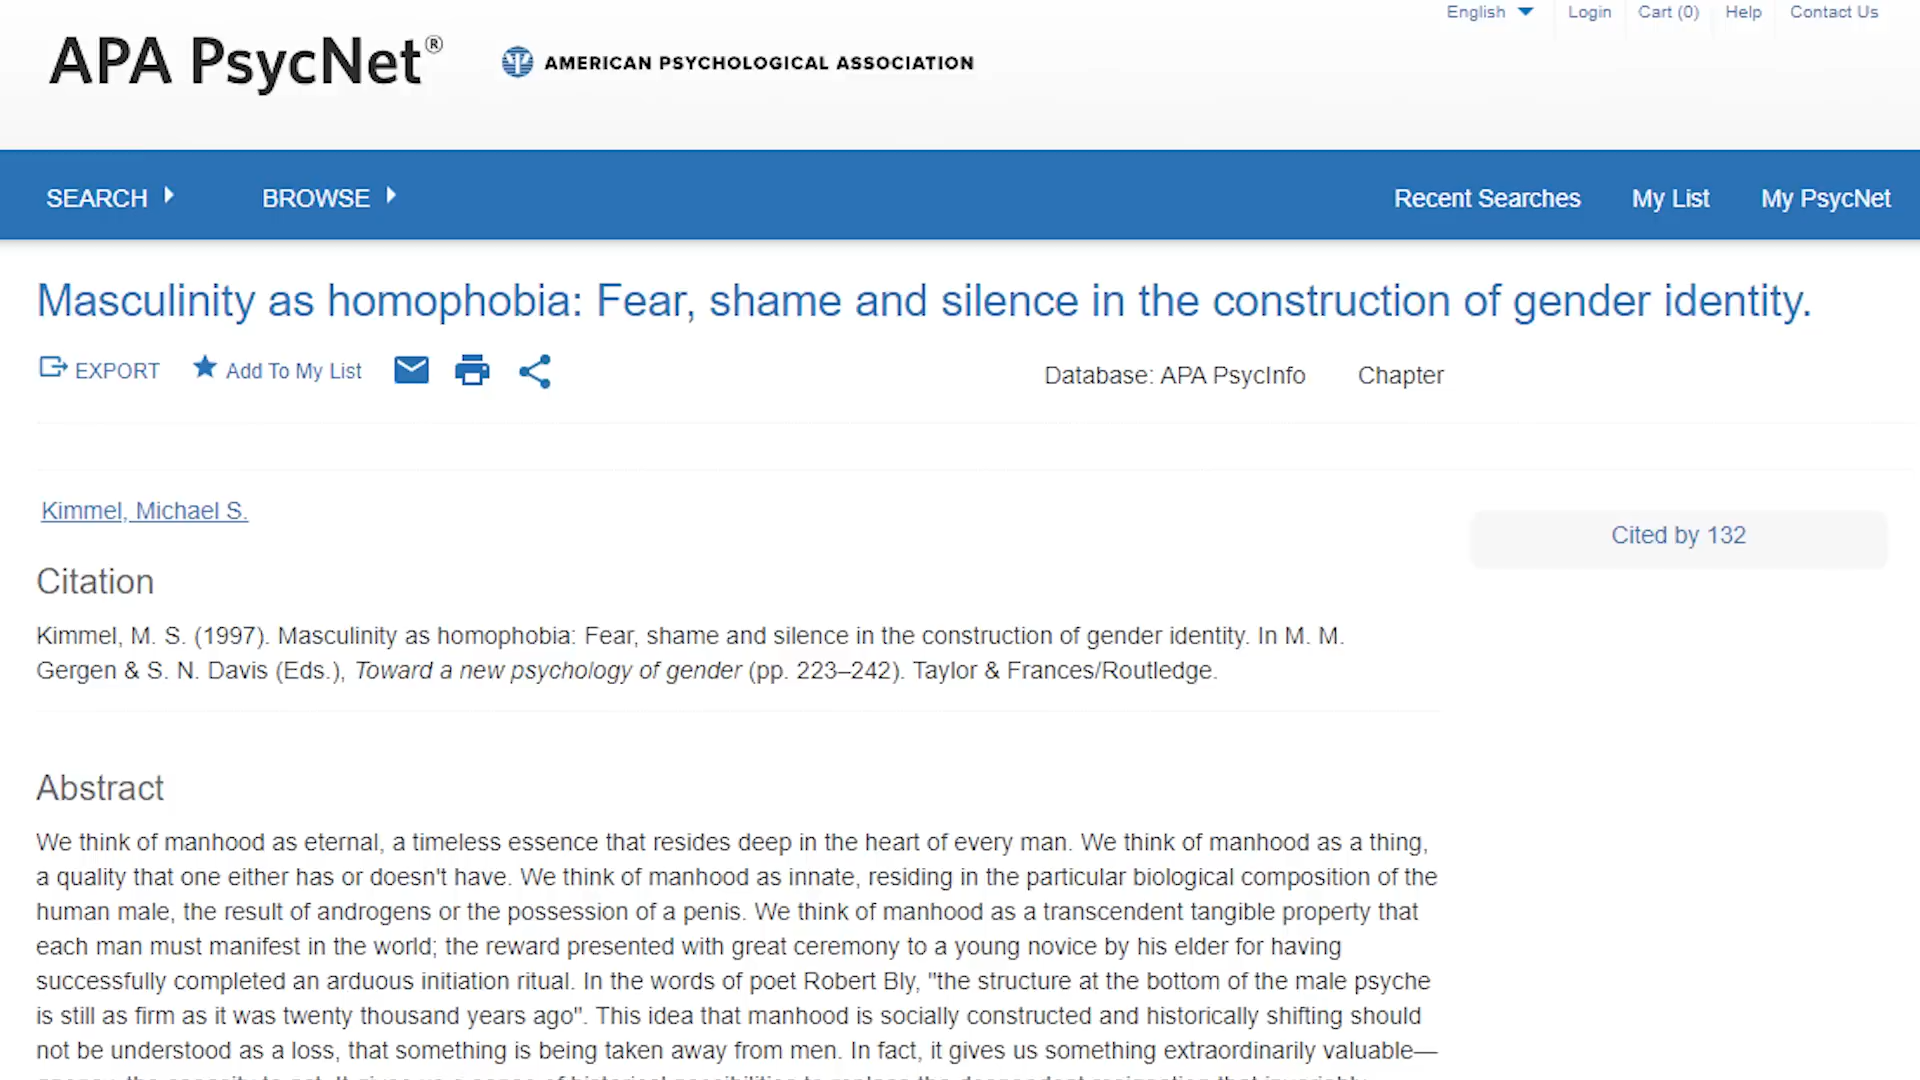 English Login Cart (0) Help Contact Us
APA PsycNet® AMERICAN PSYCHOLOGICAL ASSOCIATION
SEARCH BROWSE Recent Searches My List My PsycNet
Masculinity as homophobia: Fear, shame and silence in the construction of gender identity.
EXPORT Add To My List Database: APA PsycInfo Chapter
Kimmel, Michael S.
Cited by 132
Citation
Kimmel, M. S. (1997). Masculinity as homophobia: Fear, shame and silence in the construction of gender identity. In M. M.
Gergen & S. N. Davis (Eds.), Toward a new psychology of gender (pp. 223–242). Taylor & Frances/Routledge.
Abstract
We think of manhood as eternal, a timeless essence that resides deep in the heart of every man. We think of manhood as a thing,
a quality that one either has or doesn't have. We think of manhood as innate, residing in the particular biological composition of the
human male, the result of androgens or the possession of a penis. We think of manhood as a transcendent tangible property that
each man must manifest in the world; the reward presented with great ceremony to a young novice by his elder for having
successfully completed an arduous initiation ritual. In the words of poet Robert Bly, "the structure at the bottom of the male psyche
is still as firm as it was twenty thousand years ago". This idea that manhood is socially constructed and historically shifting should
not be understood as a loss, that something is being taken away from men. In fact, it gives us something extraordinarily valuable—